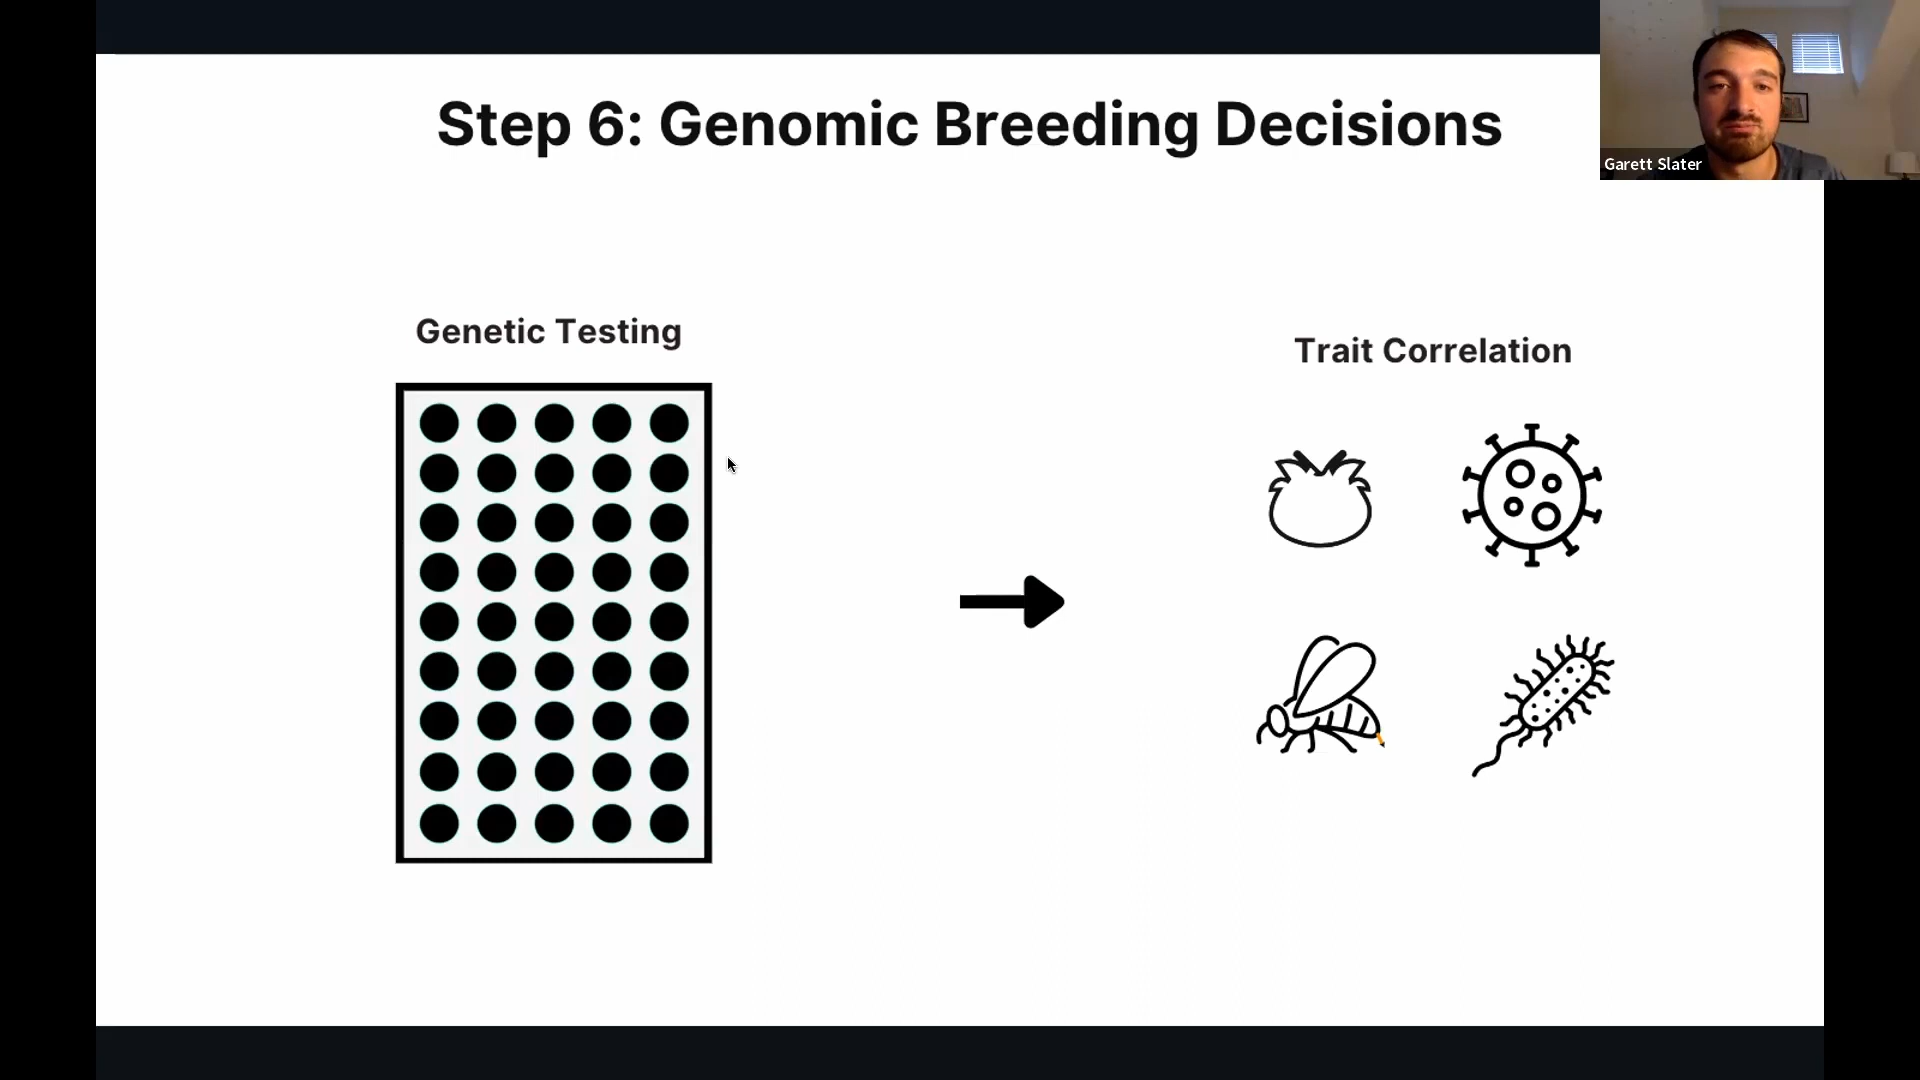 Step 6: Genomic Breeding Decisions
Garett Slater
Genetic Testing
Trait Correlation